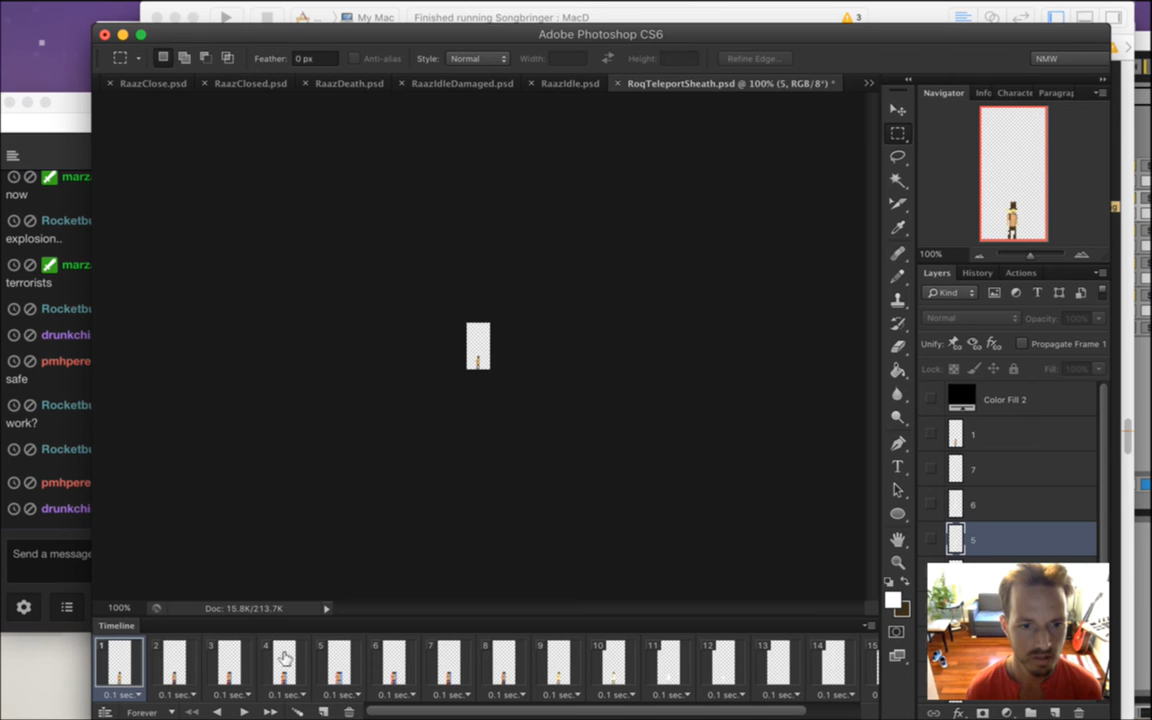 My Mac
Finished running Songbringer : MacD
3
Adobe Photoshop CS6
Feather: 0 px
Anti-alias
Style: Normal
Width:
Height:
Refine Edge...
NMW
RaazClose.psd
RaazClosed.psd
RaazDeath.psd
RaazIdleDamaged.psd
RaazIdle.psd
RoqTeleportSheath.psd @ 100% (5, RGB/8*) *
Navigator
Info
Characte
Paragrap
marz
now
Rocketbu
explosion..
marz
terrorists
Rocketbu
drunkchi
pmhpere
safe
Rocketbu
work?
Rocketbu
pmhpere
drunkchi
Send a message
100%
Layers
History
Actions
Kind
Normal
Opacity: 100%
Unify:
Propagate Frame 1
Lock:
Fill: 100%
Color Fill 2
1
7
6
5
100%
Doc: 15.8K/213.7K
Timeline
1 2 3 4 5 6 7 8 9 10 11 12 13 14 15
0.1 sec. 0.1 sec. 0.1 sec. 0.1 sec. 0.1 sec. 0.1 sec. 0.1 sec. 0.1 sec. 0.1 sec. 0.1 sec. 0.1 sec. 0.1 sec. 0.1 sec. 0.1 sec. 0.
Forever